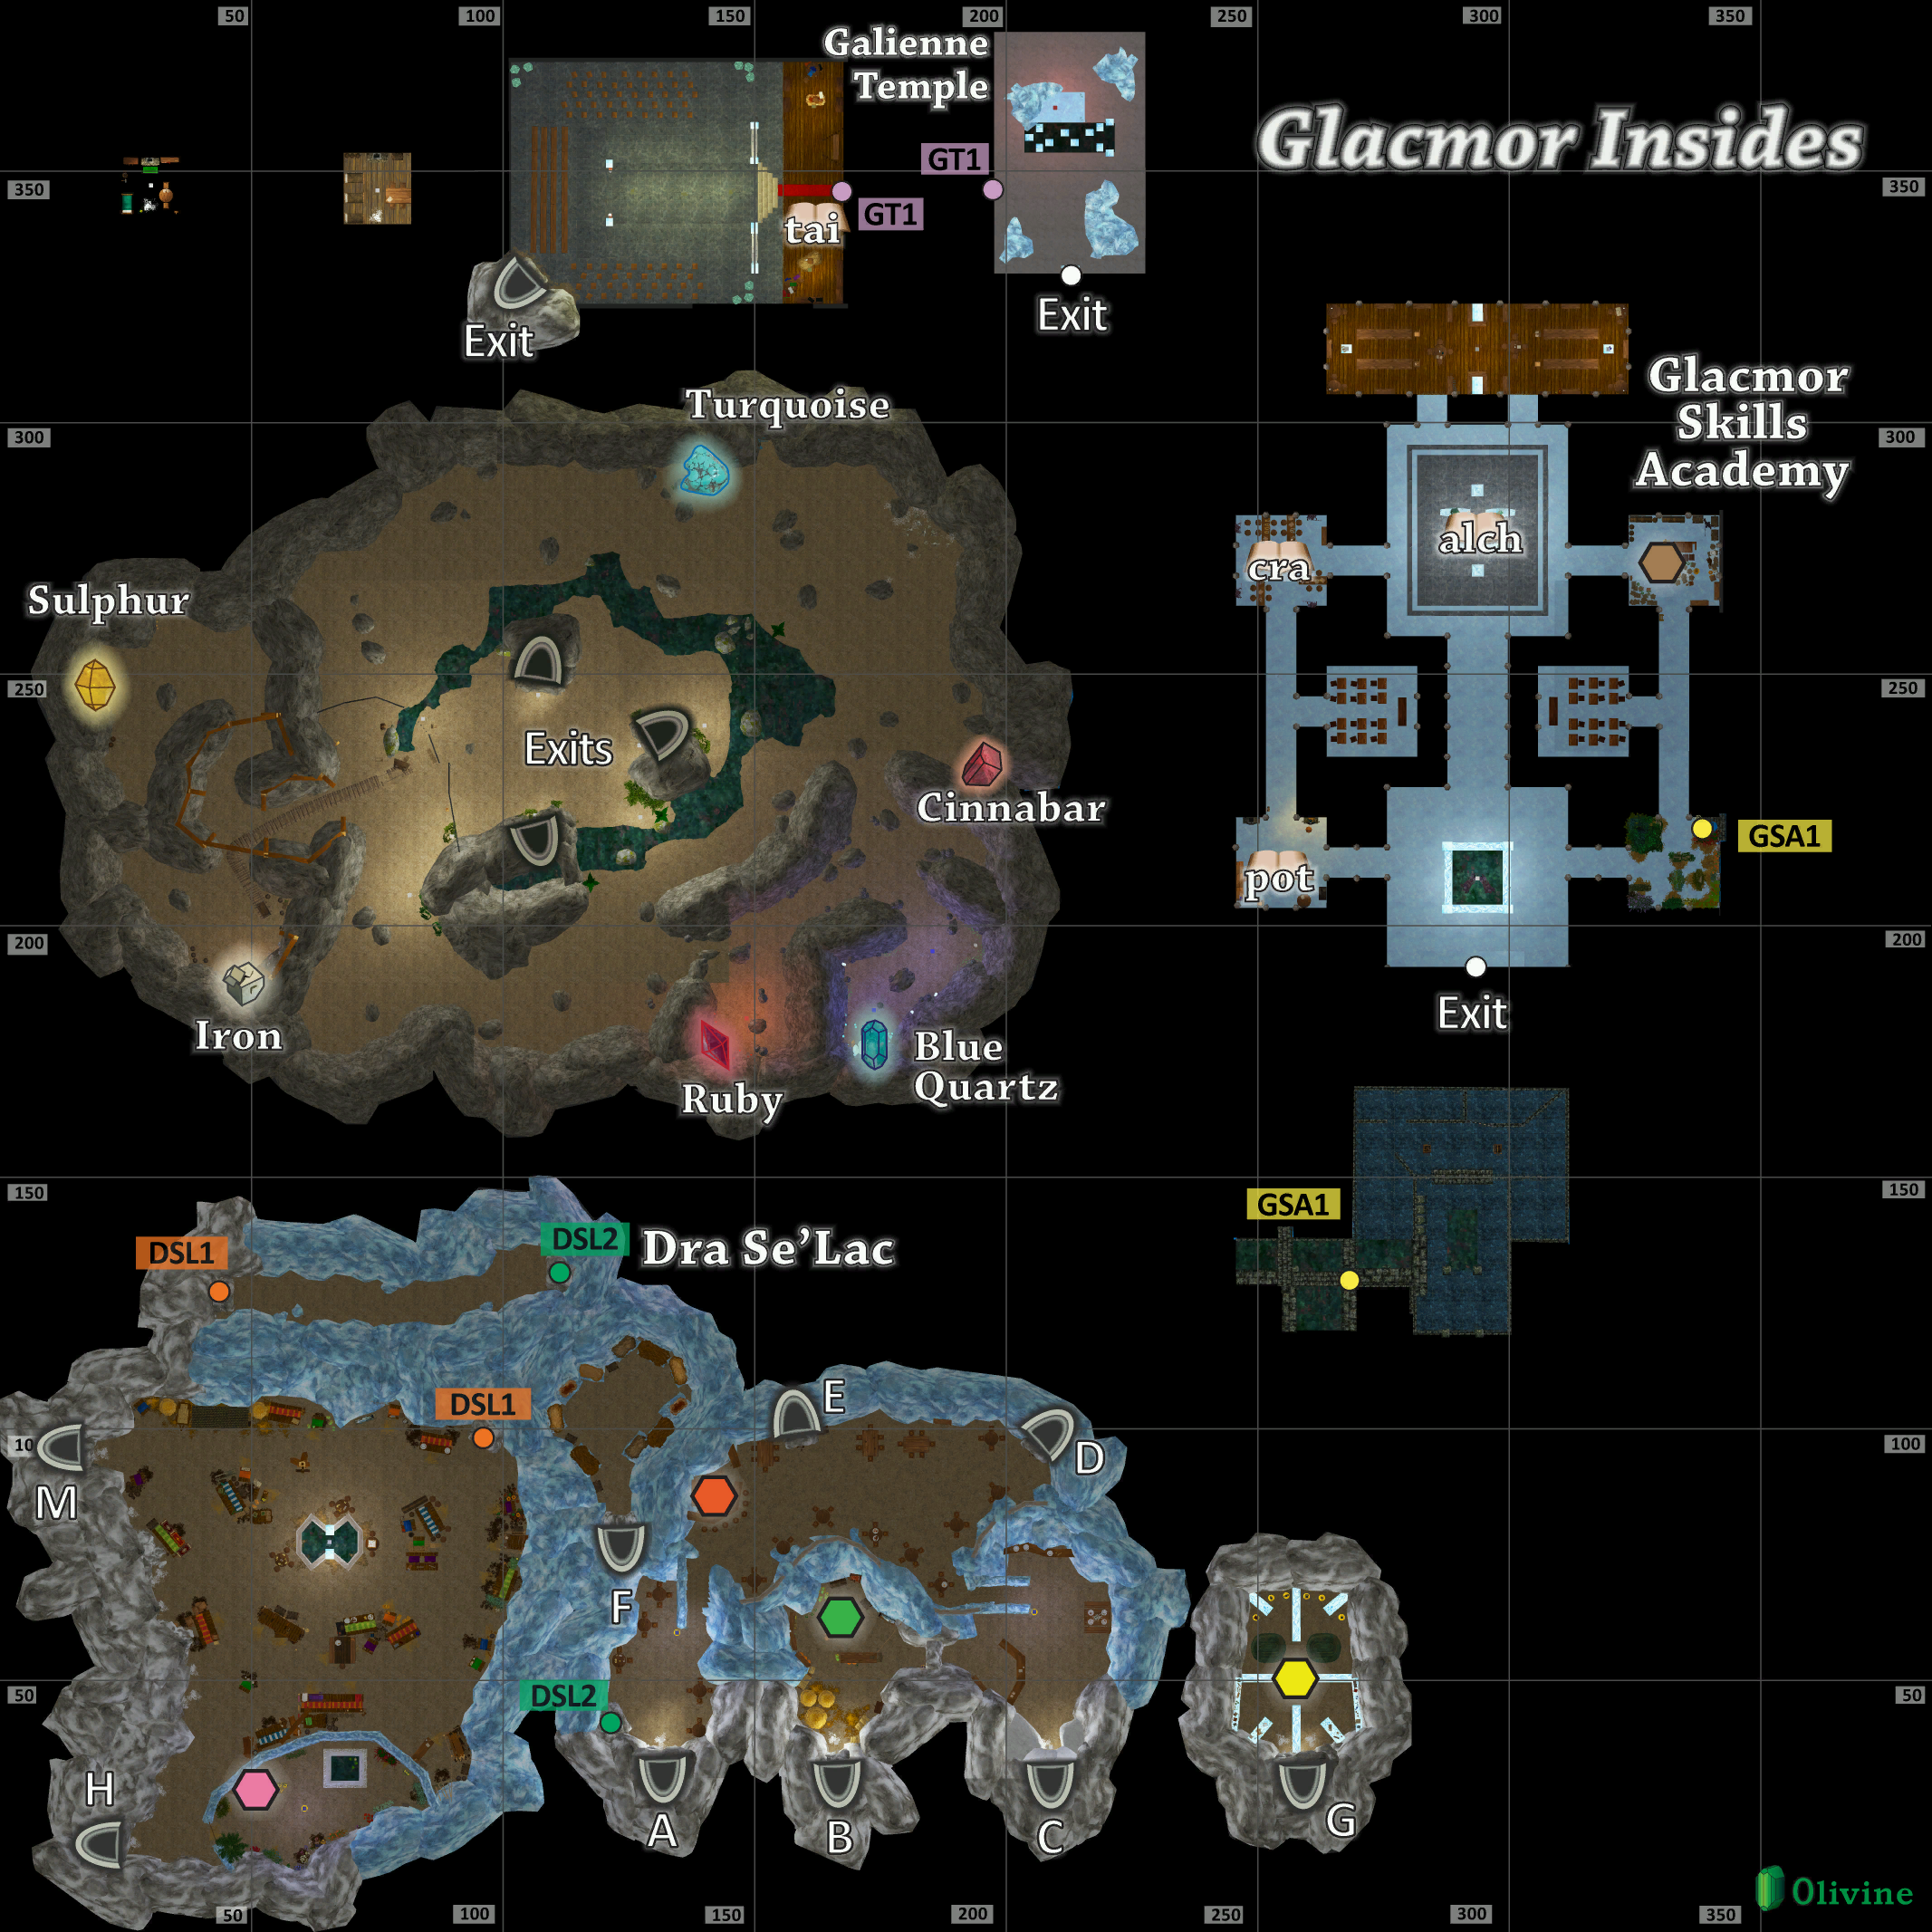 50 100 150 200 250 300 350
Galienne
Temple
Glacmor Insides
GT1
350
350
GT1
tai
Exit
Exit
Turquoise
Glacmor
Skills
Academy
300
300
alch
cra
Sulphur
250
250
Exits
Cinnabar
GSA1
pot
200
200
Exit
Iron
Blue
Quartz
Ruby
150
150
GSA1
DSL1
DSL2
Dra Se'Lac
DSL1
E
10
100
D
M
F
50
50
DSL2
H
A
B
C
G
Olivine
50 100 150 200 250 300 350